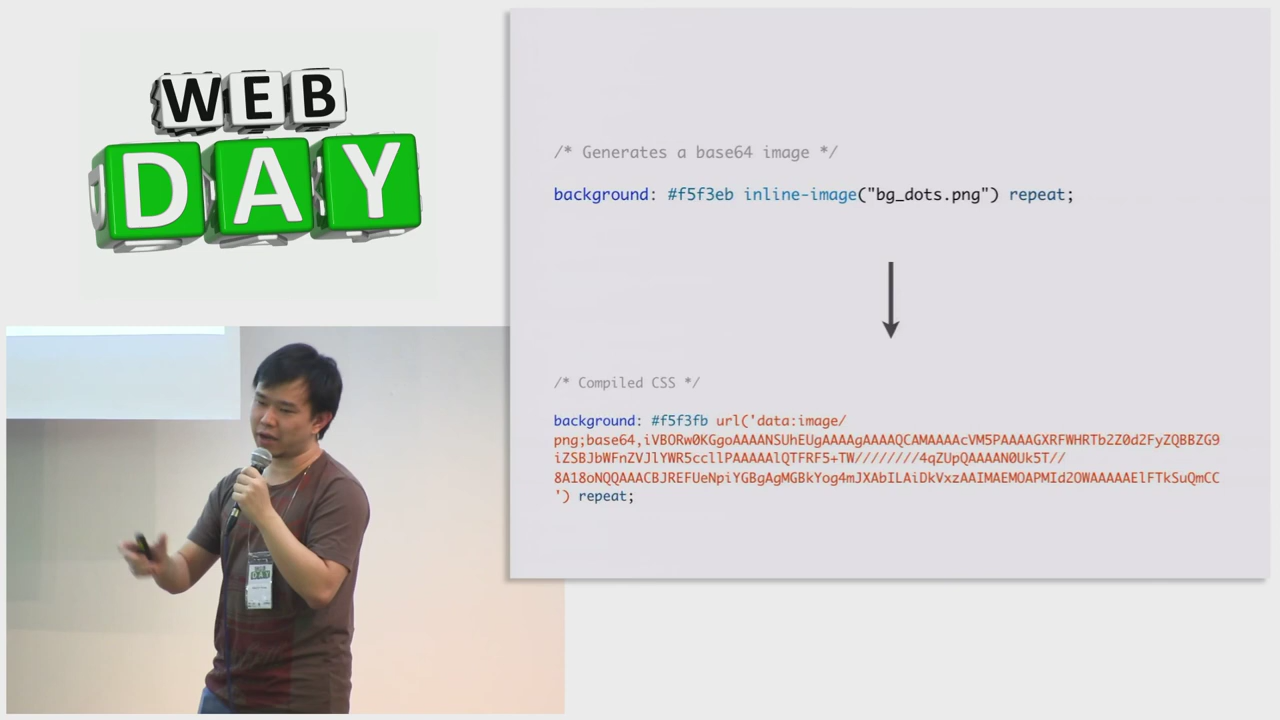 WEB
DAY
/* Generates a base64 image */
background: #f5f3eb inline-image("bg_dots.png") repeat;
/* Compiled CSS */
background: #f5f3fb url('data:image/
png;base64,iVBORw0KGgoAAAANSUhEUgAAAAgAAAAQCAMAAAAcVM5PAAAAGXRFWHRTb2Z0d2FyZQBBZG9
iZSBJbWFnZVJlYWR5ccllPAAAAAlQTFRF5+TW////////4qZUpQAAAAN0Uk5T//
8A18oNQQAAACBJREFUeNpiYGBgAgMGBkYog4mJXAbILAiDkVxzAAIMAEMOAPMId2OWAAAAAElFTkSuQmCC
') repeat;
DAY